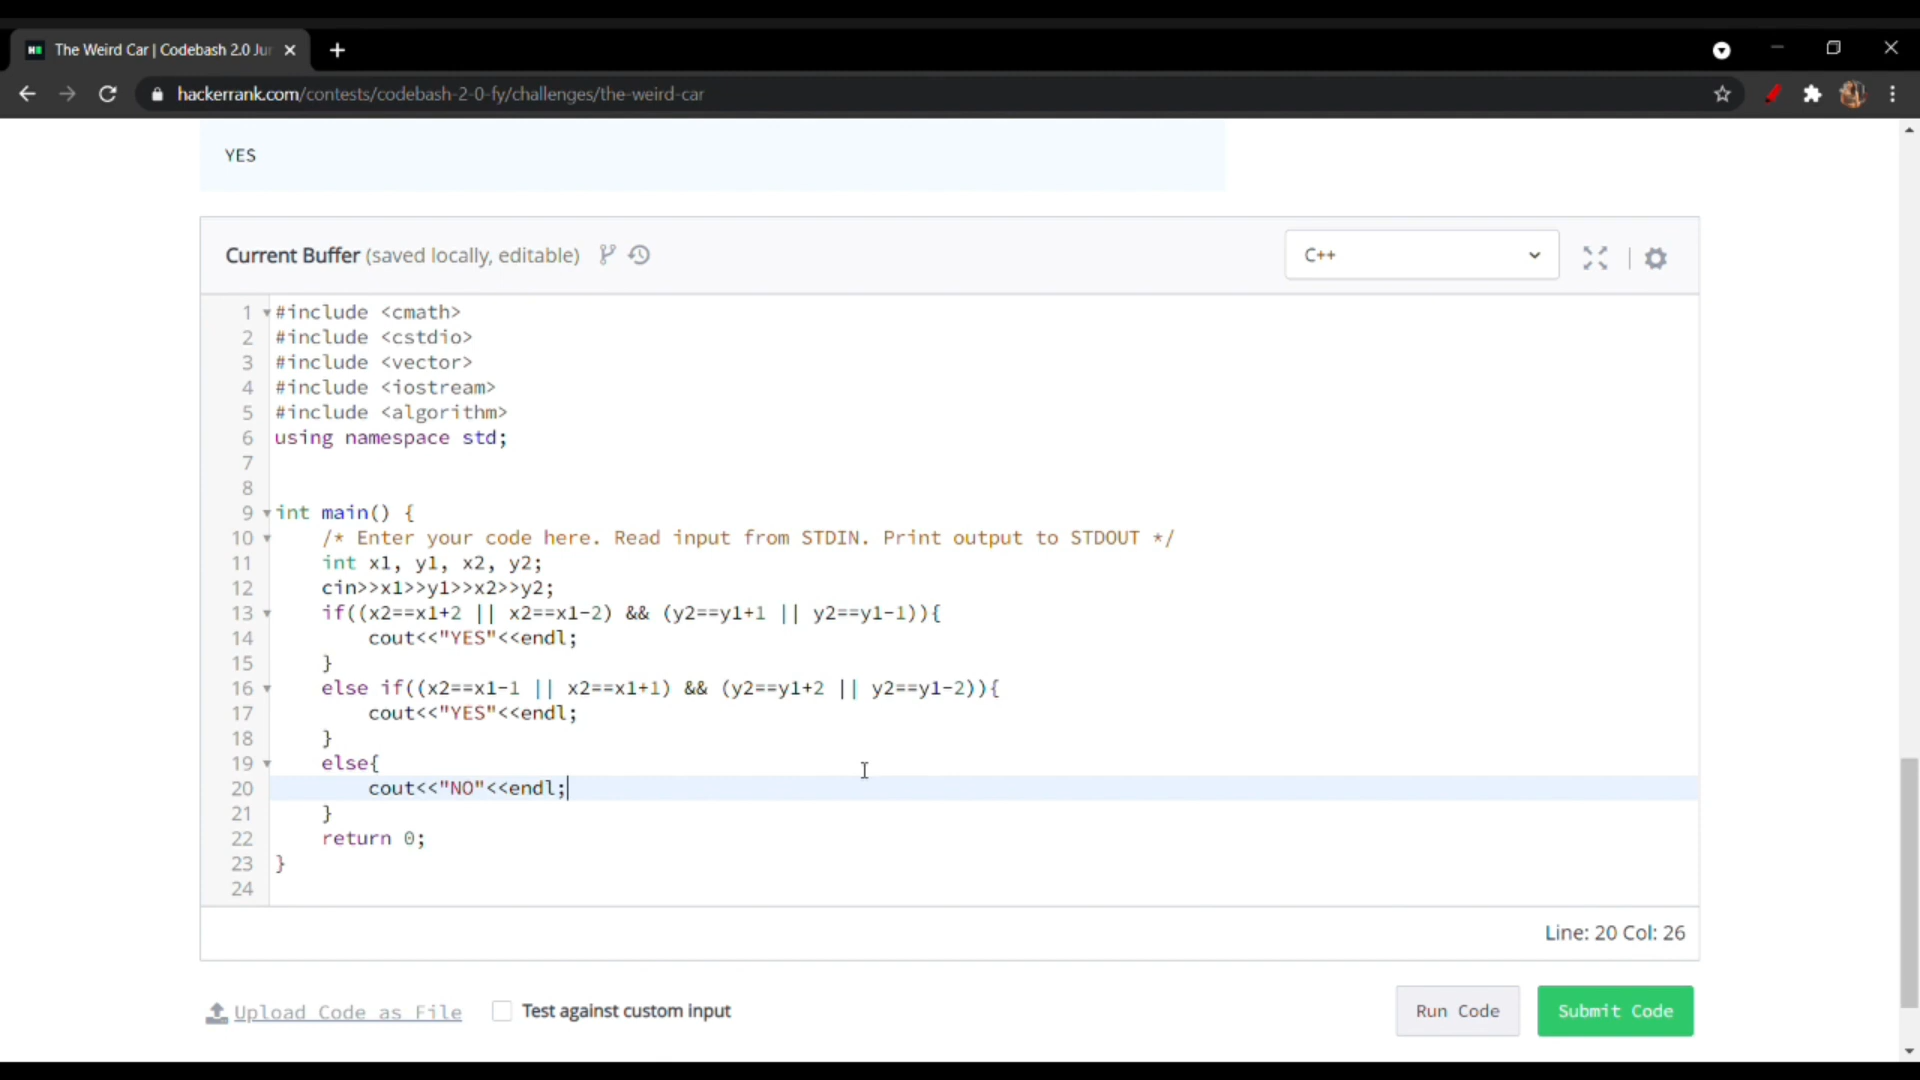 The Weird Car | Codebash 2.0 Ju
hackerrank.com/contests/codebash-2-0-fy/challenges/the-weird-car
YES
Current Buffer (saved locally, editable)
C++
1 #include <cmath>
2 #include <cstdio>
3 #include <vector>
4 #include <iostream>
5 #include <algorithm>
6 using namespace std;
7
8
9 int main() {
10     /* Enter your code here. Read input from STDIN. Print output to STDOUT */
11     int x1, y1, x2, y2;
12     cin>>x1>>y1>>x2>>y2;
13     if((x2==x1+2 || x2==x1-2) && (y2==y1+1 || y2==y1-1)){
14         cout<<"YES"<<endl;
15     }
16     else if((x2==x1-1 || x2==x1+1) && (y2==y1+2 || y2==y1-2)){
17         cout<<"YES"<<endl;
18     }
19     else{
20         cout<<"NO"<<endl;
21     }
22     return 0;
23 }
24
Line: 20 Col: 26
Upload Code as File
Test against custom input
Run Code
Submit Code